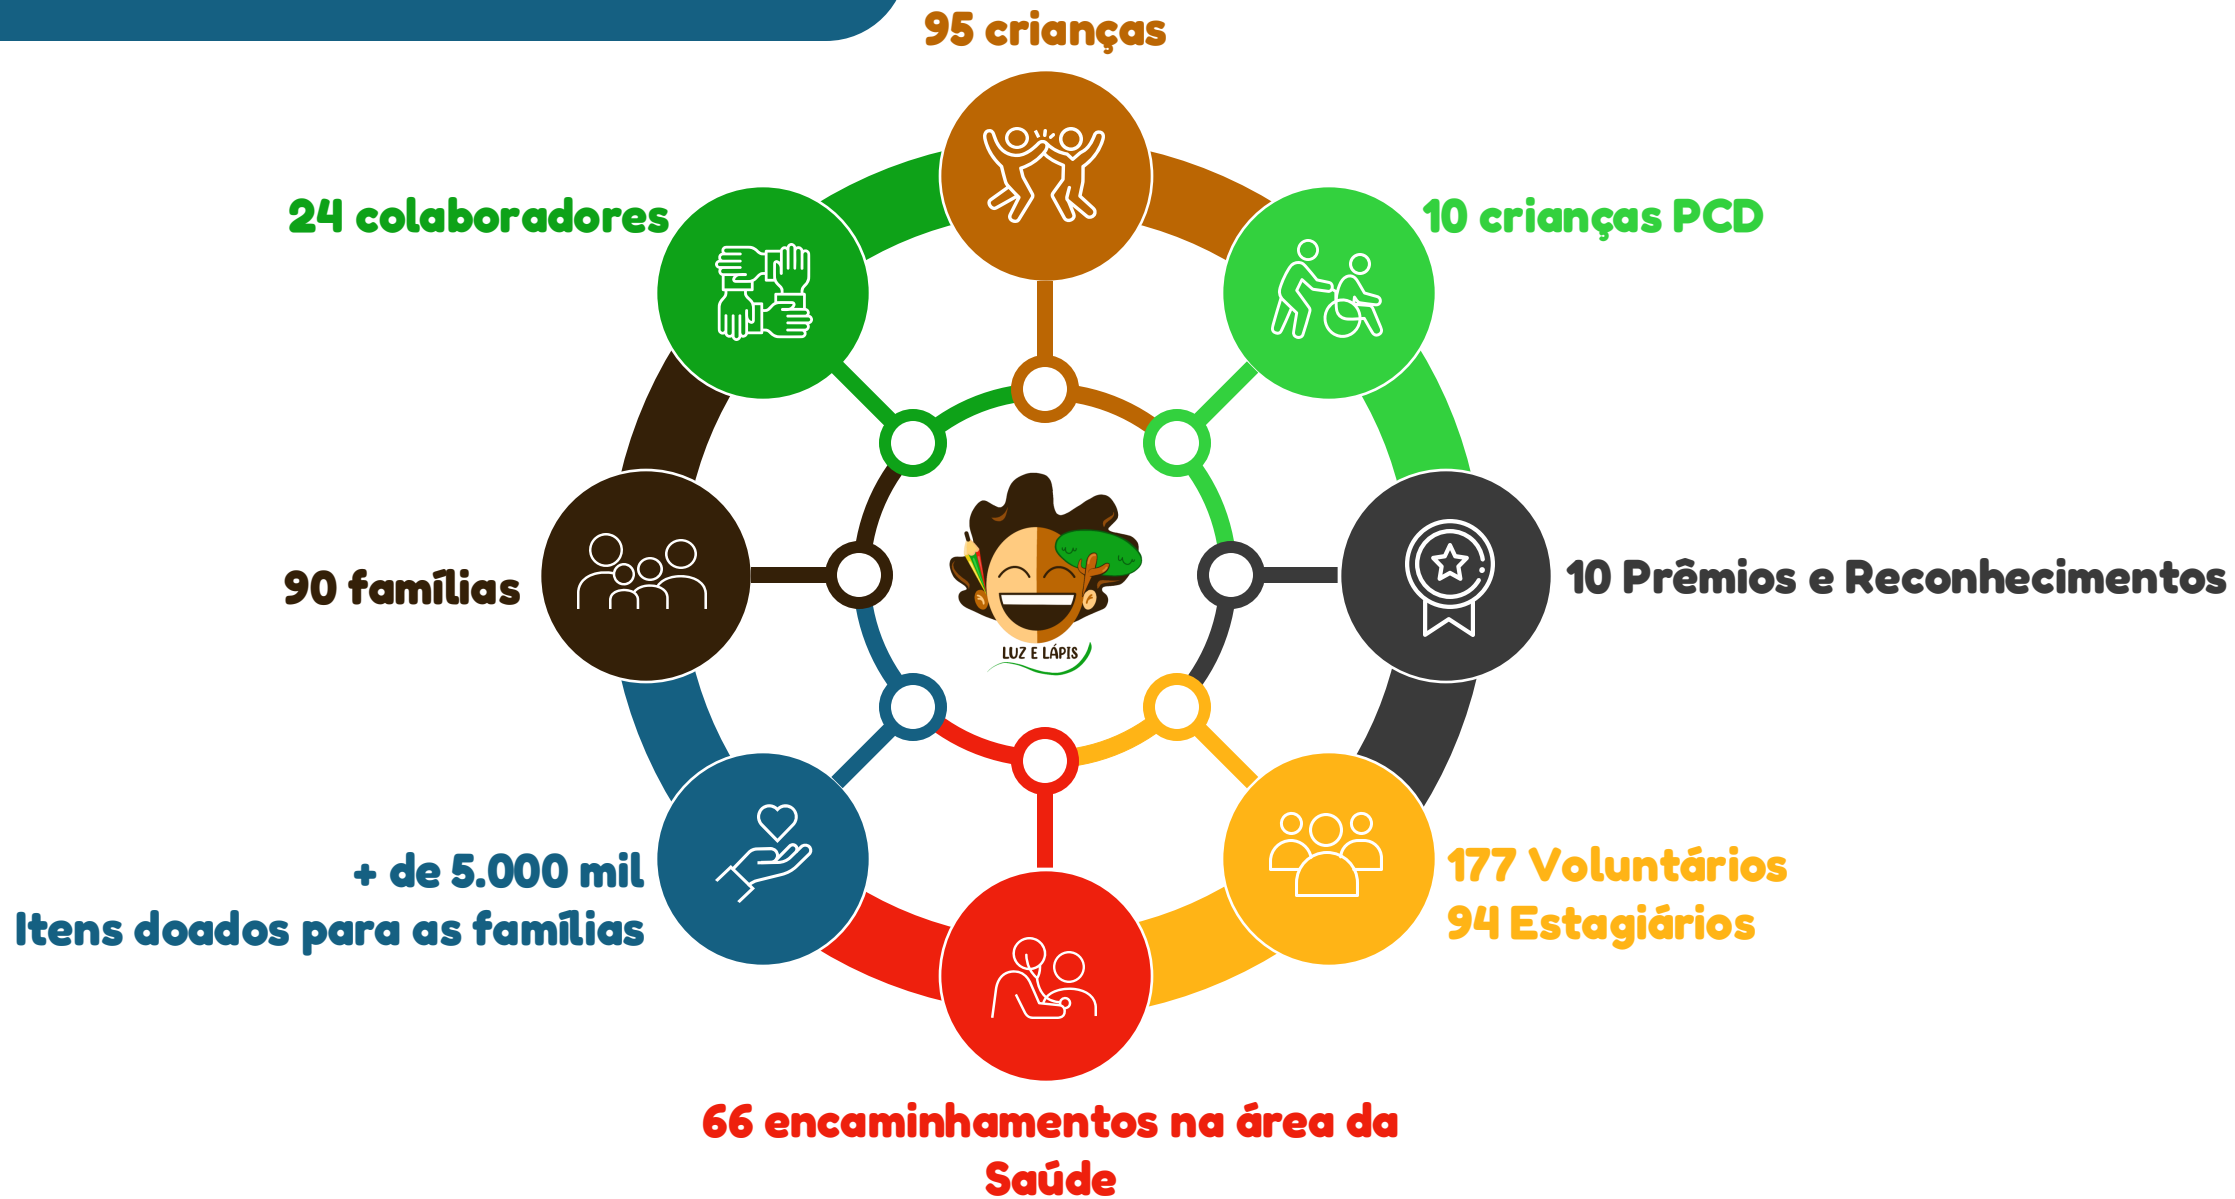 95 crianças
24 colaboradores
10 crianças PCD
90 famílias
10 Prêmios e Reconhecimentos
LUZ E LÁPIS
+ de 5.000 mil
Itens doados para as famílias
177 Voluntários
94 Estagiários
66 encaminhamentos na área da
Saúde